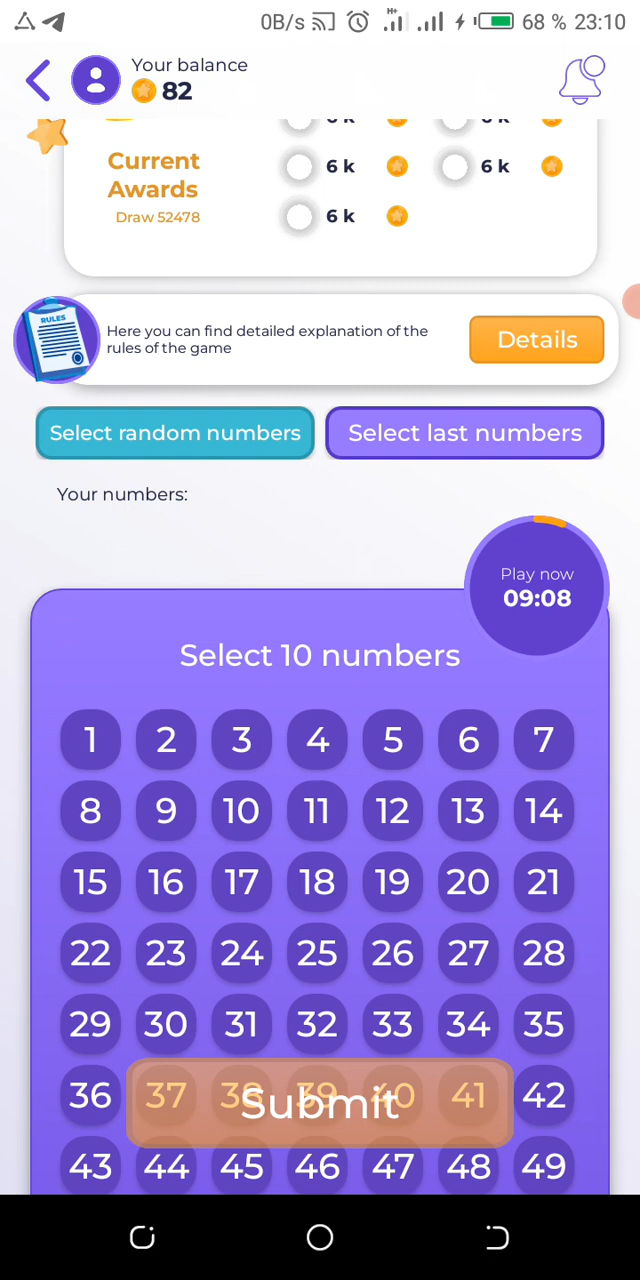 0B/s H+ 68 % 23:10
Your balance
82
Current
Awards
Draw 52478
6 k 6 k
6 k
RULES
Here you can find detailed explanation of the
rules of the game
Details
Select random numbers
Select last numbers
Your numbers:
Play now
09:08
Select 10 numbers
1 2 3 4 5 6 7
8 9 10 11 12 13 14
15 16 17 18 19 20 21
22 23 24 25 26 27 28
29 30 31 32 33 34 35
36 37 38 39 40 41 42
Submit
43 44 45 46 47 48 49